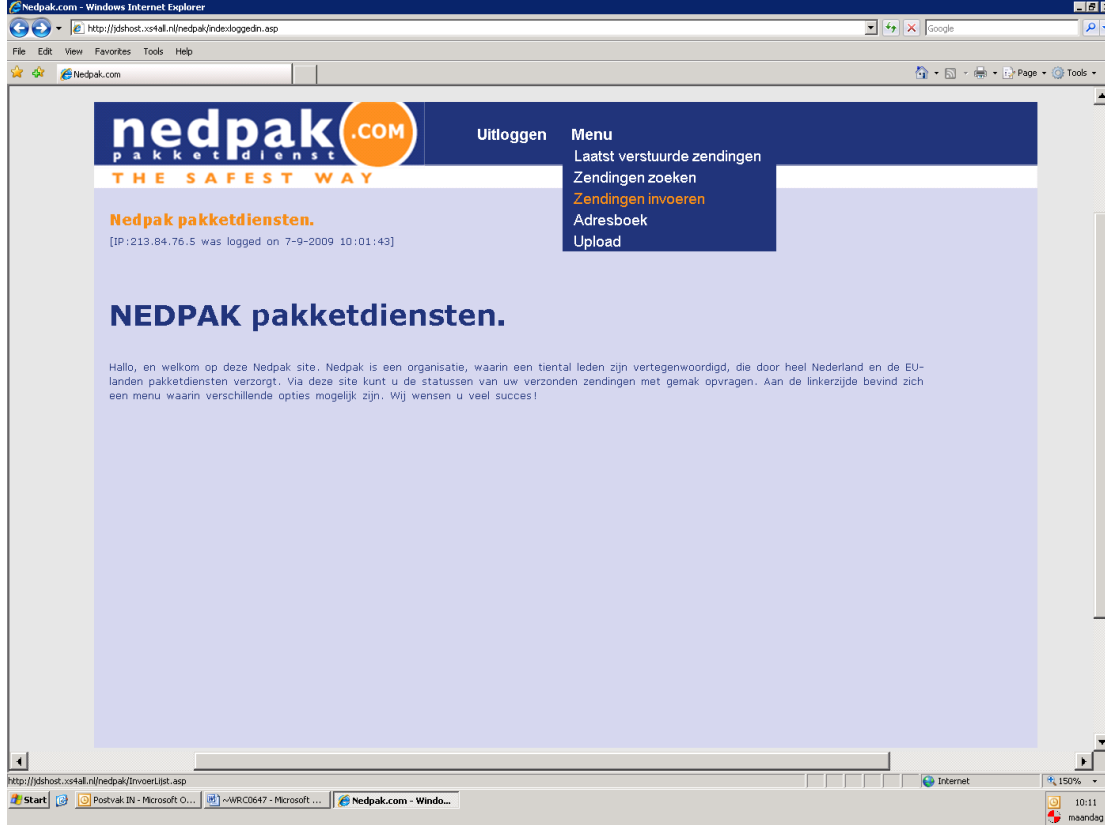 Nedpak.com - Windows Internet Explorer
http://jdshost.xs4all.nl/nedpak/indexloggedin.asp
Google
File Edit View Favorites Tools Help
Nedpak.com
Page Tools
nedpak.COM
pakketdienst
THE SAFEST WAY
Uitloggen Menu
Laatst verstuurde zendingen
Zendingen zoeken
Zendingen invoeren
Adresboek
Upload
Nedpak pakketdiensten.
[IP:213.84.76.5 was logged on 7-9-2009 10:01:43]
NEDPAK pakketdiensten.
Hallo, en welkom op deze Nedpak site. Nedpak is een organisatie, waarin een tiental leden zijn vertegenwoordigd, die door heel Nederland en de EU-
landen pakketdiensten verzorgt. Via deze site kunt u de statussen van uw verzonden zendingen met gemak opvragen. Aan de linkerzijde bevind zich
een menu waarin verschillende opties mogelijk zijn. Wij wensen u veel succes!
http://jdshost.xs4all.nl/nedpak/InvoerLijst.asp
Internet
150%
Start
Postvak IN - Microsoft O...
~WRC0647 - Microsoft ...
Nedpak.com - Windo...
10:11
maandag